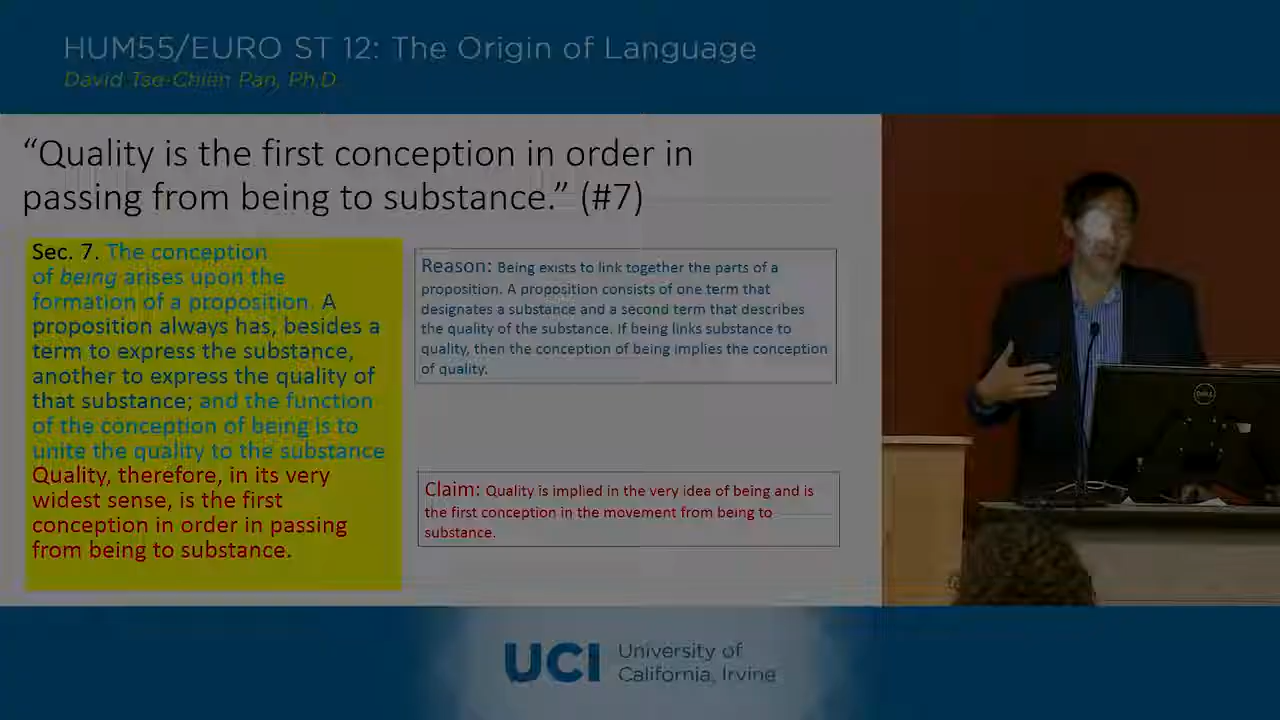 HUM55/EURO ST 12: The Origin of Language
David Tse-Chien Pan, Ph.D.
“Quality is the first conception in order in
passing from being to substance.” (#7)
Sec. 7. The conception
of being arises upon the
formation of a proposition. A
proposition always has, besides a
term to express the substance,
another to express the quality of
that substance; and the function
of the conception of being is to
unite the quality to the substance
Quality, therefore, in its very
widest sense, is the first
conception in order in passing
from being to substance.
Reason: Being exists to link together the parts of a
proposition. A proposition consists of one term that
designates a substance and a second term that describes
the quality of the substance. If being links substance to
quality, then the conception of being implies the conception
of quality.
Claim: Quality is implied in the very idea of being and is
the first conception in the movement from being to
substance.
DELL
UCI
University of
California, Irvine